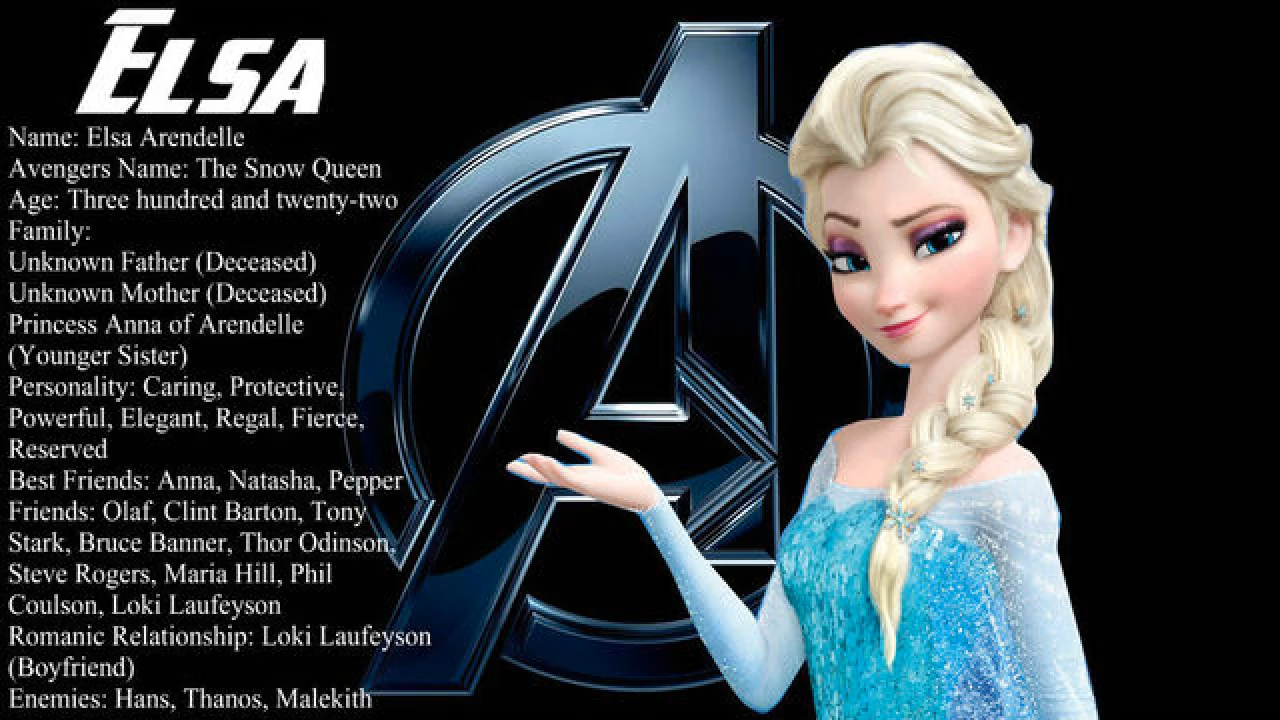 ELSA
Name: Elsa Arendelle
Avengers Name: The Snow Queen
Age: Three hundred and twenty-two
Family:
Unknown Father (Deceased)
Unknown Mother (Deceased)
Princess Anna of Arendelle
(Younger Sister)
Personality: Caring, Protective,
Powerful, Elegant, Regal, Fierce,
Reserved
Best Friends: Anna, Natasha, Pepper
Friends: Olaf, Clint Barton, Tony
Stark, Bruce Banner, Thor Odinson,
Steve Rogers, Maria Hill, Phil
Coulson, Loki Laufeyson
Romanic Relationship: Loki Laufeyson
(Boyfriend)
Enemies: Hans, Thanos, Malekith